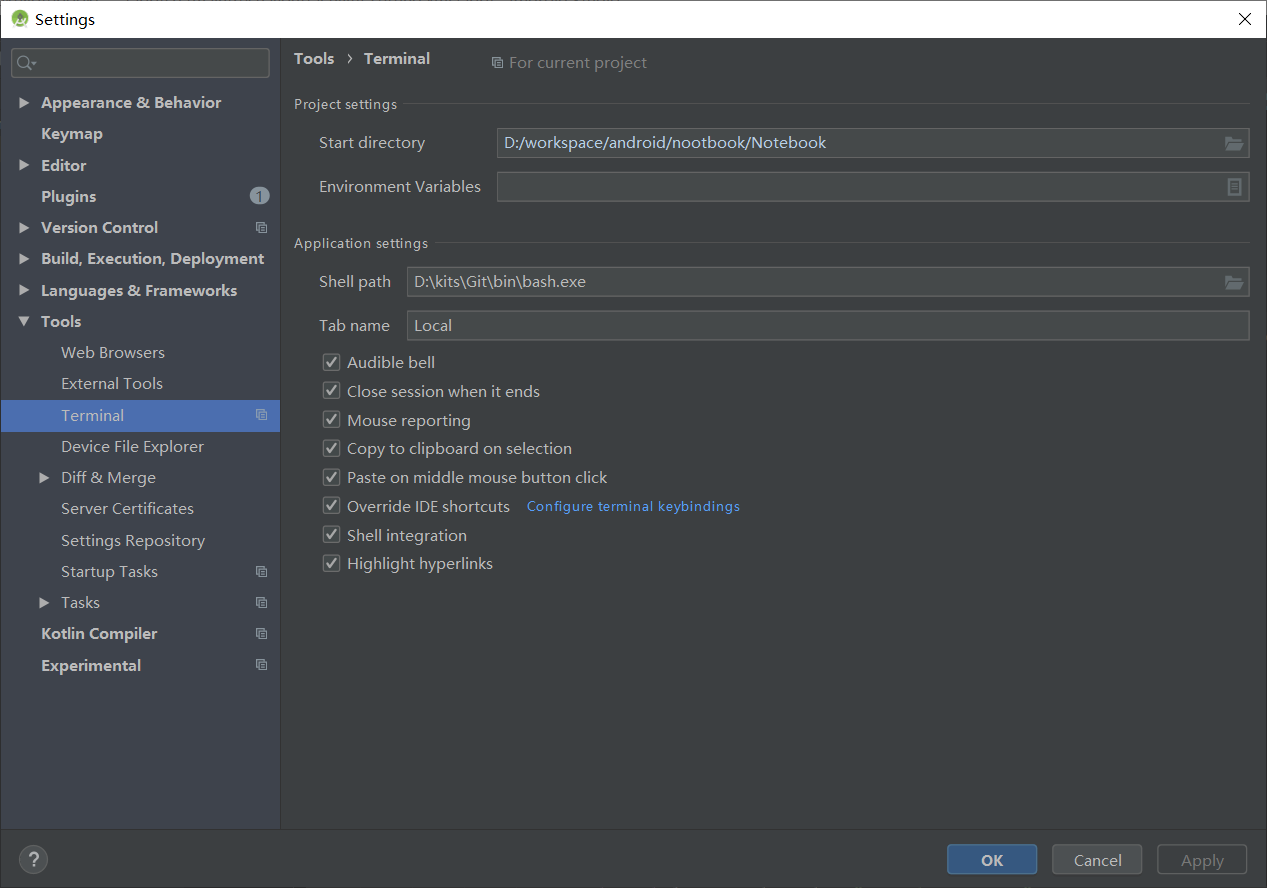 Settings
Tools › Terminal
For current project
Appearance & Behavior
Keymap
Editor
Plugins 1
Version Control
Build, Execution, Deployment
Languages & Frameworks
Tools
Web Browsers
External Tools
Terminal
Device File Explorer
Diff & Merge
Server Certificates
Settings Repository
Startup Tasks
Tasks
Kotlin Compiler
Experimental
Project settings
Start directory D:/workspace/android/nootbook/Notebook
Environment Variables
Application settings
Shell path D:\kits\Git\bin\bash.exe
Tab name Local
Audible bell
Close session when it ends
Mouse reporting
Copy to clipboard on selection
Paste on middle mouse button click
Override IDE shortcuts Configure terminal keybindings
Shell integration
Highlight hyperlinks
? OK Cancel Apply